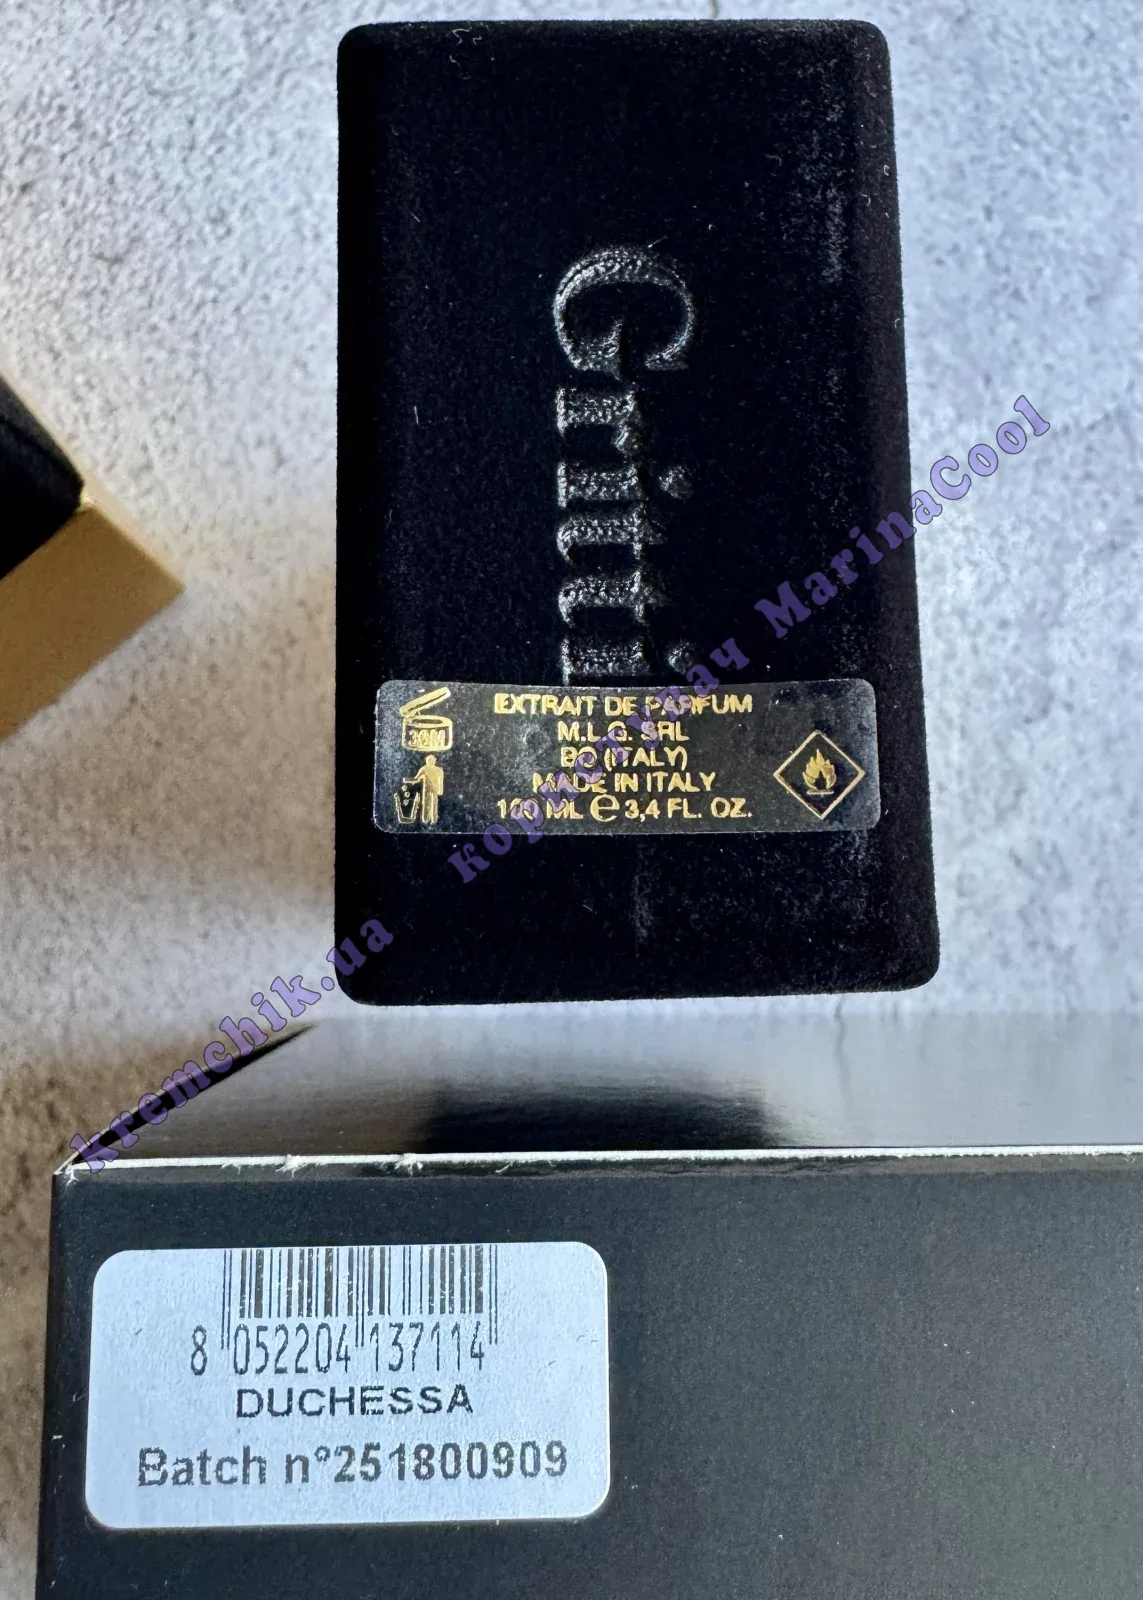 Gritti
30M
EXTRAIT DE PARFUM
M.L.G. SRL
BO (ITALY)
MADE IN ITALY
100 ML e 3,4 FL. OZ.
kremchik.ua користувач MarinaCool
8 052204 137114
DUCHESSA
Batch n°251800909